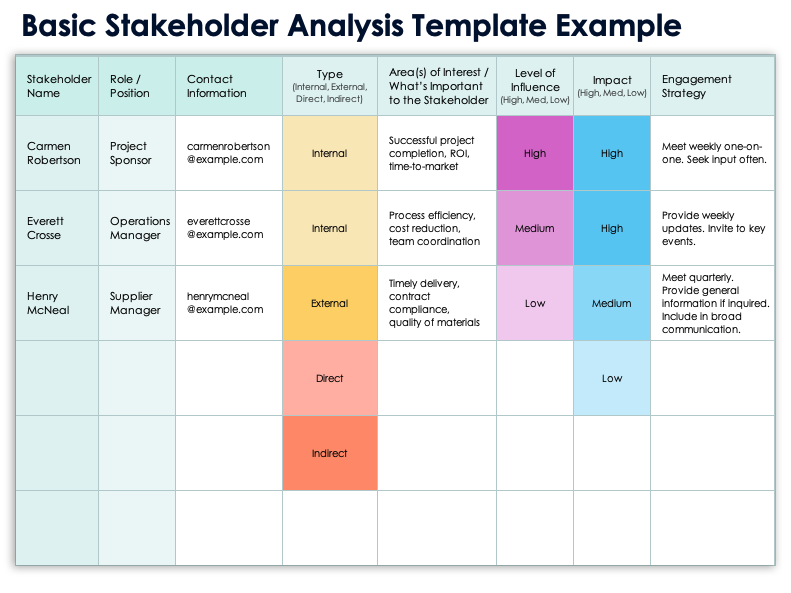 Basic Stakeholder Analysis Template Example
Stakeholder
Name
Role /
Position
Contact
Information
Type
(Internal, External,
Direct, Indirect)
Area(s) of Interest /
What's Important
to the Stakeholder
Level of
Influence
(High, Med, Low)
Impact
(High, Med, Low)
Engagement
Strategy
Carmen
Robertson
Project
Sponsor
carmenrobertson
@example.com
Internal
Successful project
completion, ROI,
time-to-market
High
High
Meet weekly one-on-
one. Seek input often.
Everett
Crosse
Operations
Manager
everettcrosse
@example.com
Internal
Process efficiency,
cost reduction,
team coordination
Medium
High
Provide weekly
updates. Invite to key
events.
Henry
McNeal
Supplier
Manager
henrymcneal
@example.com
External
Timely delivery,
contract
compliance,
quality of materials
Low
Medium
Meet quarterly.
Provide general
information if inquired.
Include in broad
communication.
Direct
Low
Indirect